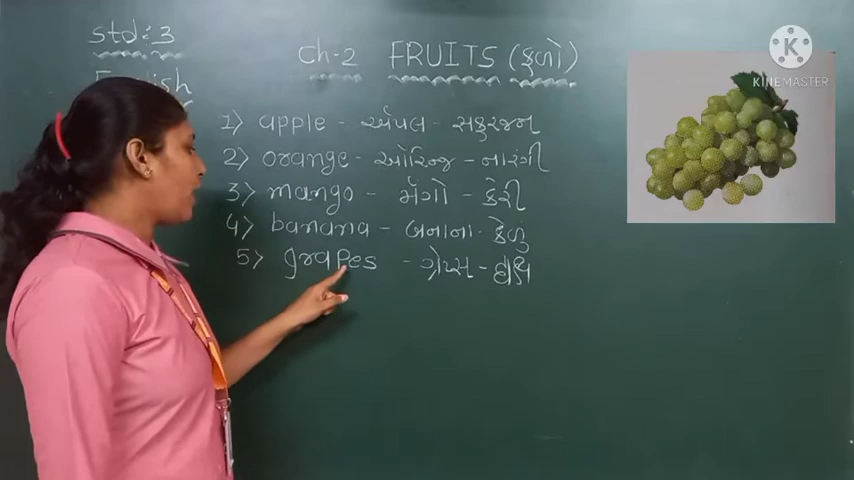 std:3
English
Ch-2 FRUITS (ફળો)
1) apple - એપલ - સફરજન
2) orange - ઓરિન્જ - નારંગી
3) mango - મેંગો - કેરી
4) banana - બનાના - કેળુ
5) grapes - ગ્રેપ્સ - દ્રાક્ષ
K
KINEMASTER